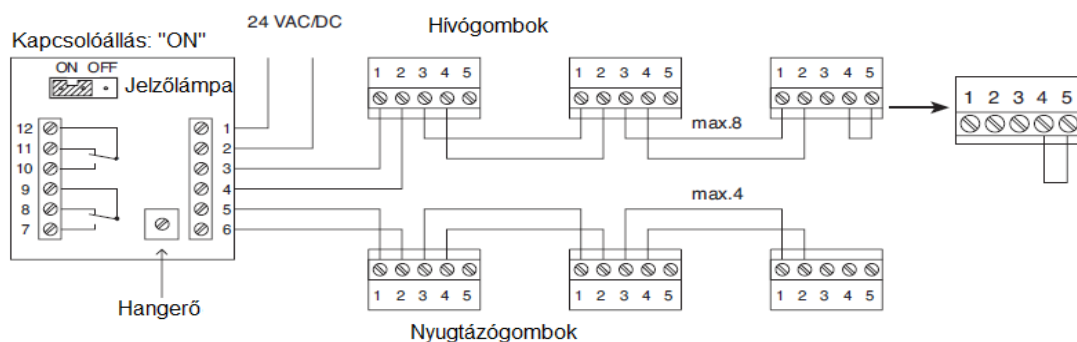 24 VAC/DC
Hívógombok
Kapcsolóállás: "ON"
ON OFF
Jelzőlámpa
1 2 3 4 5
1 2 3 4 5
1 2 3 4 5
1 2 3 4 5
12
11
10
9
8
7
1
2
3
4
5
6
max.8
max.4
1 2 3 4 5
1 2 3 4 5
1 2 3 4 5
Hangerő
Nyugtázógombok